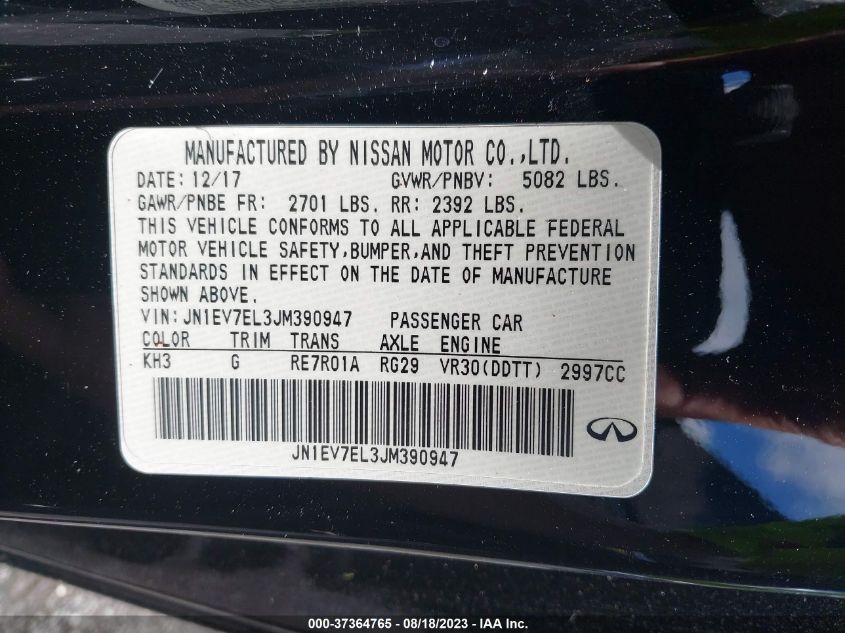 MANUFACTURED BY NISSAN MOTOR CO.,LTD.
DATE: 12/17 GVWR/PNBV: 5082 LBS.
GAWR/PNBE FR: 2701 LBS. RR: 2392 LBS.
THIS VEHICLE CONFORMS TO ALL APPLICABLE FEDERAL
MOTOR VEHICLE SAFETY,BUMPER,AND THEFT PREVENTION
STANDARDS IN EFFECT ON THE DATE OF MANUFACTURE
SHOWN ABOVE.
VIN:JN1EV7EL3JM390947 PASSENGER CAR
COLOR TRIM TRANS AXLE ENGINE
KH3 G RE7R01A RG29 VR30(DDTT) 2997CC
JN1EV7EL3JM390947
000-37364765 - 08/18/2023 - IAA Inc.